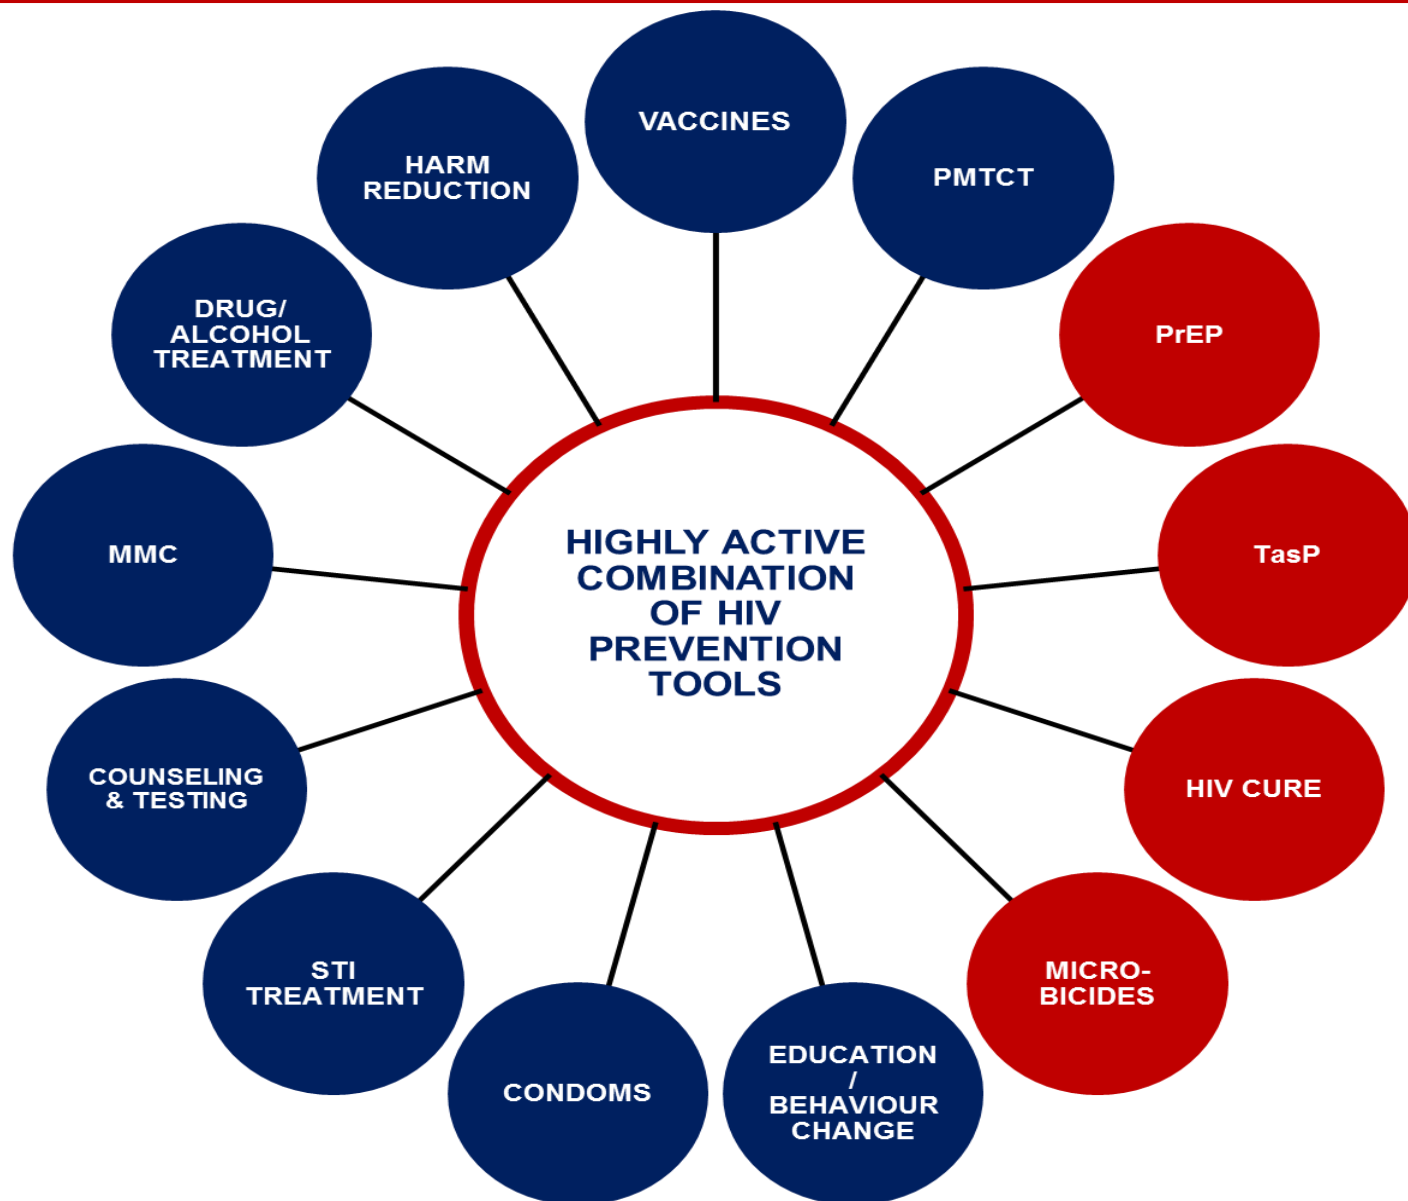 VACCINES
PMTCT
PrEP
TasP
HIV CURE
MICRO-
BICIDES
EDUCATION
/
BEHAVIOUR
CHANGE
CONDOMS
STI
TREATMENT
COUNSELING
& TESTING
MMC
DRUG/
ALCOHOL
TREATMENT
HARM
REDUCTION
HIGHLY ACTIVE
COMBINATION
OF HIV
PREVENTION
TOOLS